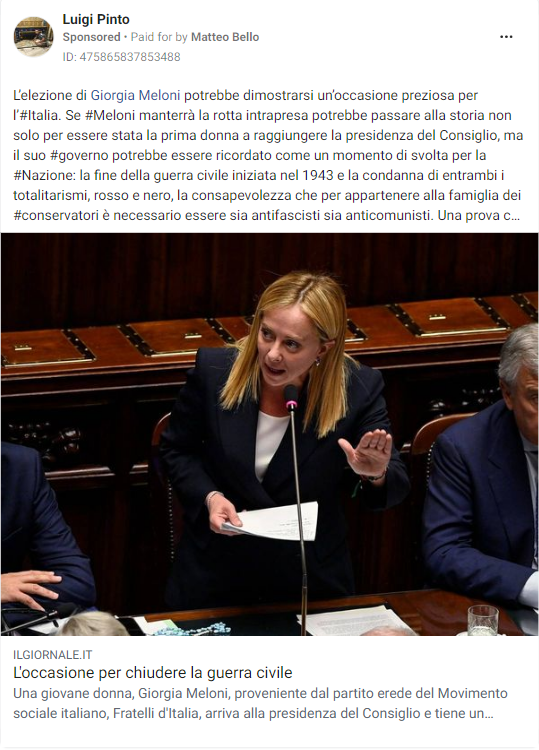 Luigi Pinto
Sponsored • Paid for by Matteo Bello
ID: 475865837853488
L'elezione di Giorgia Meloni potrebbe dimostrarsi un'occasione preziosa per
l'#Italia. Se #Meloni manterrà la rotta intrapresa potrebbe passare alla storia non
solo per essere stata la prima donna a raggiungere la presidenza del Consiglio, ma
il suo #governo potrebbe essere ricordato come un momento di svolta per la
#Nazione: la fine della guerra civile iniziata nel 1943 e la condanna di entrambi i
totalitarismi, rosso e nero, la consapevolezza che per appartenere alla famiglia dei
#conservatori è necessario essere sia antifascisti sia anticomunisti. Una prova c...
ILGIORNALE.IT
L'occasione per chiudere la guerra civile
Una giovane donna, Giorgia Meloni, proveniente dal partito erede del Movimento
sociale italiano, Fratelli d'Italia, arriva alla presidenza del Consiglio e tiene un...